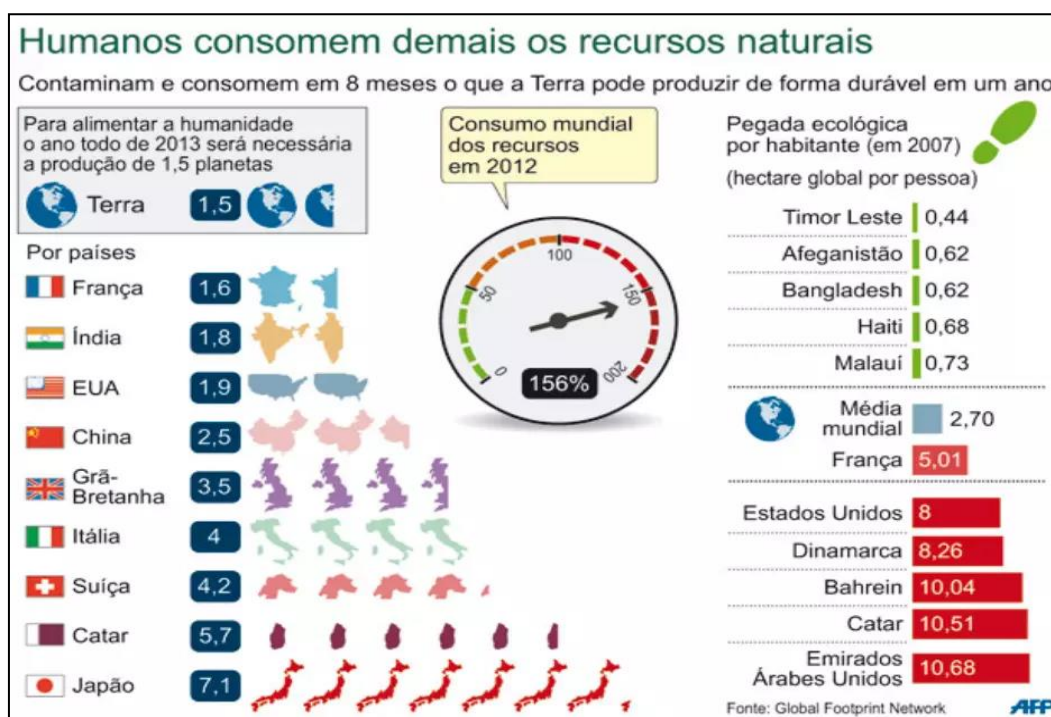 Humanos consomem demais os recursos naturais
Contaminam e consomem em 8 meses o que a Terra pode produzir de forma durável em um ano
Para alimentar a humanidade
o ano todo de 2013 será necessária
a produção de 1,5 planetas
Terra 1,5
Por países
França 1,6
Índia 1,8
EUA 1,9
China 2,5
Grã-
Bretanha 3,5
Itália 4
Suíça 4,2
Catar 5,7
Japão 7,1
Consumo mundial
dos recursos
em 2012
0
50
100
150
200
156%
Pegada ecológica
por habitante (em 2007)
(hectare global por pessoa)
Timor Leste 0,44
Afeganistão 0,62
Bangladesh 0,62
Haiti 0,68
Malauí 0,73
Média
mundial 2,70
França 5,01
Estados Unidos 8
Dinamarca 8,26
Bahrein 10,04
Catar 10,51
Emirados
Árabes Unidos 10,68
Fonte: Global Footprint Network AFP